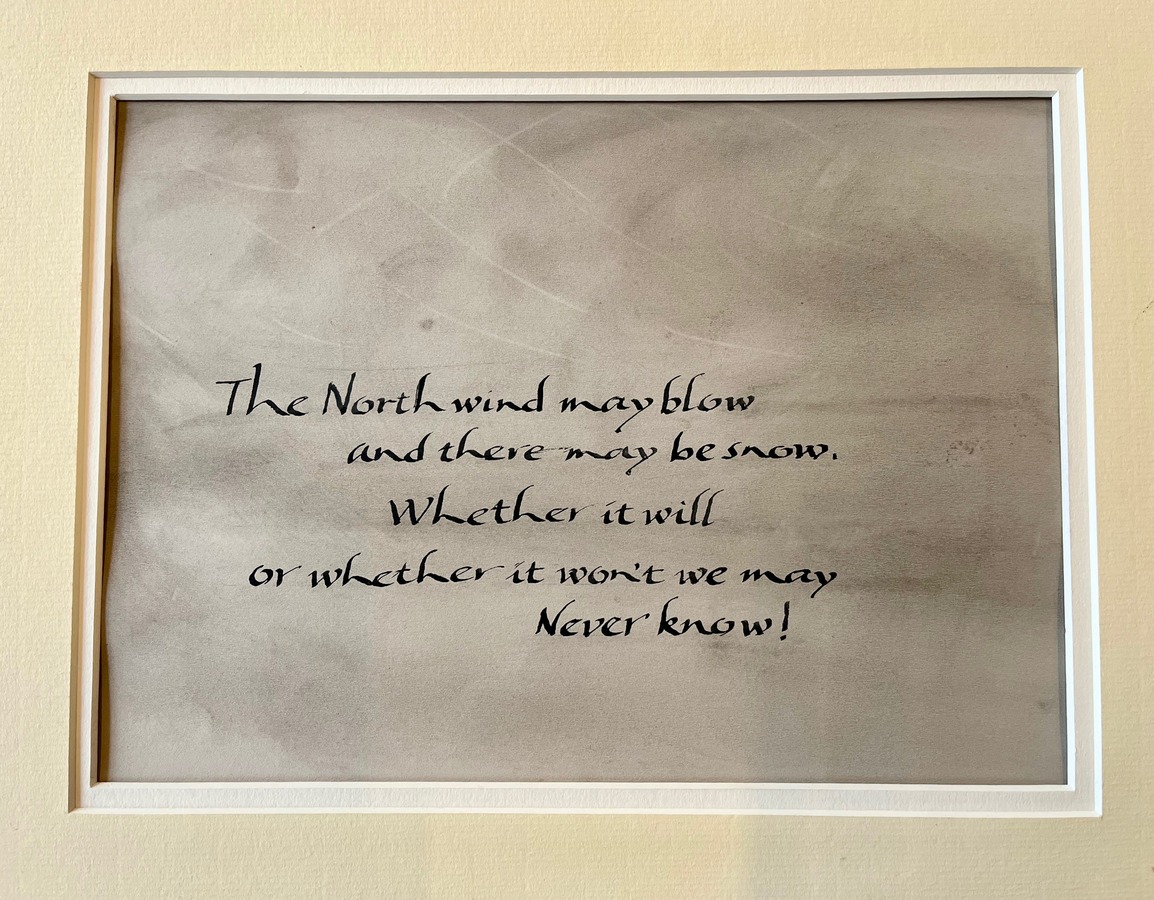 The North wind may blow
and there may be snow.
Whether it will
or whether it won't we may
Never know!